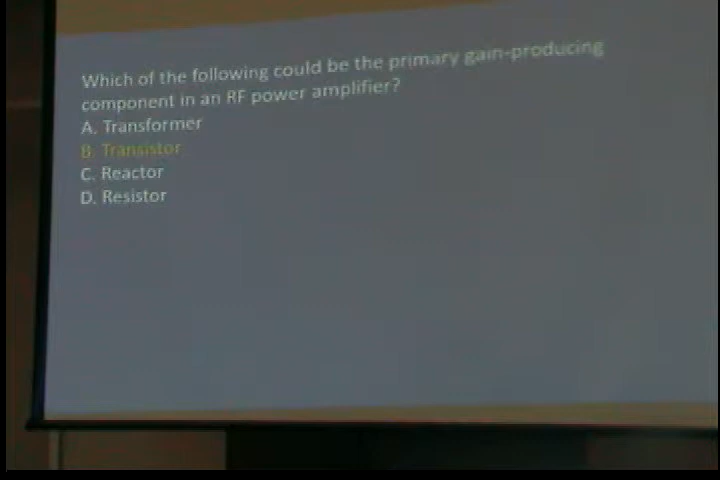 Which of the following could be the primary gain-producing
component in an RF power amplifier?
A. Transformer
B. Transistor
C. Reactor
D. Resistor